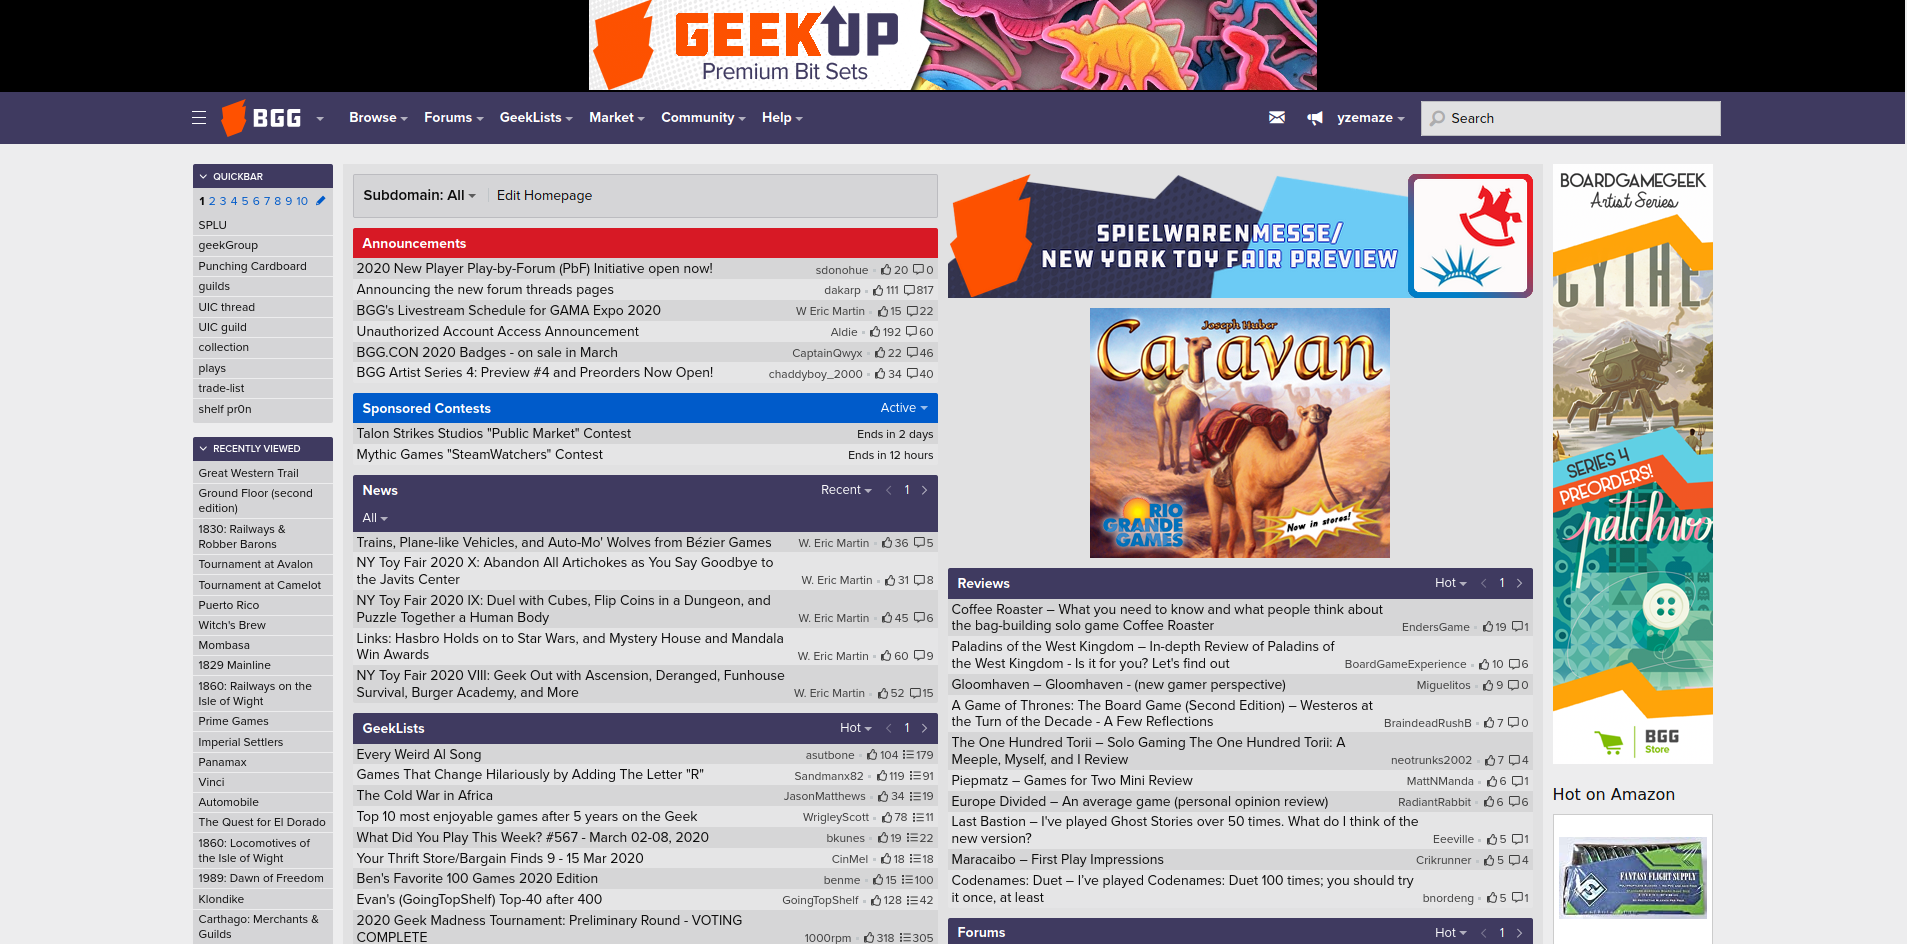 GEEKUP
Premium Bit Sets
BGG
Browse
Forums
GeekLists
Market
Community
Help
yzemaze
Search
QUICKBAR
1 2 3 4 5 6 7 8 9 10
SPLU
geekGroup
Punching Cardboard
guilds
UIC thread
UIC guild
collection
plays
trade-list
shelf pr0n
RECENTLY VIEWED
Great Western Trail
Ground Floor (second
edition)
1830: Railways &
Robber Barons
Tournament at Avalon
Tournament at Camelot
Puerto Rico
Witch's Brew
Mombasa
1829 Mainline
1860: Railways on the
Isle of Wight
Prime Games
Imperial Settlers
Panamax
Vinci
Automobile
The Quest for El Dorado
1860: Locomotives of
the Isle of Wight
1989: Dawn of Freedom
Klondike
Carthago: Merchants &
Guilds
Subdomain: All
Edit Homepage
Announcements
2020 New Player Play-by-Forum (PbF) Initiative open now! sdonohue 20 0
Announcing the new forum threads pages dakarp 111 817
BGG's Livestream Schedule for GAMA Expo 2020 W Eric Martin 15 22
Unauthorized Account Access Announcement Aldie 192 60
BGG.CON 2020 Badges - on sale in March CaptainQwyx 22 46
BGG Artist Series 4: Preview #4 and Preorders Now Open! chaddyboy_2000 34 40
Sponsored Contests Active
Talon Strikes Studios "Public Market" Contest Ends in 2 days
Mythic Games "SteamWatchers" Contest Ends in 12 hours
News Recent 1
All
Trains, Plane-like Vehicles, and Auto-Mo' Wolves from Bézier Games W. Eric Martin 36 5
NY Toy Fair 2020 X: Abandon All Artichokes as You Say Goodbye to
the Javits Center W. Eric Martin 31 8
NY Toy Fair 2020 IX: Duel with Cubes, Flip Coins in a Dungeon, and
Puzzle Together a Human Body W. Eric Martin 45 6
Links: Hasbro Holds on to Star Wars, and Mystery House and Mandala
Win Awards W. Eric Martin 60 9
NY Toy Fair 2020 VIII: Geek Out with Ascension, Deranged, Funhouse
Survival, Burger Academy, and More W. Eric Martin 52 15
GeekLists Hot 1
Every Weird Al Song asutbone 104 179
Games That Change Hilariously by Adding The Letter "R" Sandmanx82 119 91
The Cold War in Africa JasonMatthews 34 19
Top 10 most enjoyable games after 5 years on the Geek WrigleyScott 78 11
What Did You Play This Week? #567 - March 02-08, 2020 bkunes 19 22
Your Thrift Store/Bargain Finds 9 - 15 Mar 2020 CinMel 18 18
Ben's Favorite 100 Games 2020 Edition benme 15 100
Evan's (GoingTopShelf) Top-40 after 400 GoingTopShelf 128 42
2020 Geek Madness Tournament: Preliminary Round - VOTING
COMPLETE 1000rpm 318 305
SPIELWARENMESSE/
NEW YORK TOY FAIR PREVIEW
Joseph Huber
Caravan
RIO
GRANDE
GAMES
Now in stores!
Reviews Hot 1
Coffee Roaster – What you need to know and what people think about
the bag-building solo game Coffee Roaster EndersGame 19 1
Paladins of the West Kingdom – In-depth Review of Paladins of
the West Kingdom - Is it for you? Let's find out BoardGameExperience 10 6
Gloomhaven – Gloomhaven - (new gamer perspective) Miguelitos 9 0
A Game of Thrones: The Board Game (Second Edition) – Westeros at
the Turn of the Decade - A Few Reflections BraindeadRushB 7 0
The One Hundred Torii – Solo Gaming The One Hundred Torii: A
Meeple, Myself, and I Review neotrunks2002 7 4
Piepmatz – Games for Two Mini Review MattNManda 6 1
Europe Divided – An average game (personal opinion review) RadiantRabbit 6 6
Last Bastion – I've played Ghost Stories over 50 times. What do I think of the
new version? Eeeville 5 1
Maracaibo – First Play Impressions Crikrunner 5 4
Codenames: Duet – I've played Codenames: Duet 100 times; you should try
it once, at least bnordeng 5 1
Forums Hot 1
BOARDGAMEGEEK
Artist Series
CYTHE
SERIES 4
PREORDERS!
patchwo
BGG
Store
Hot on Amazon
FANTASY FLIGHT SUPPLY